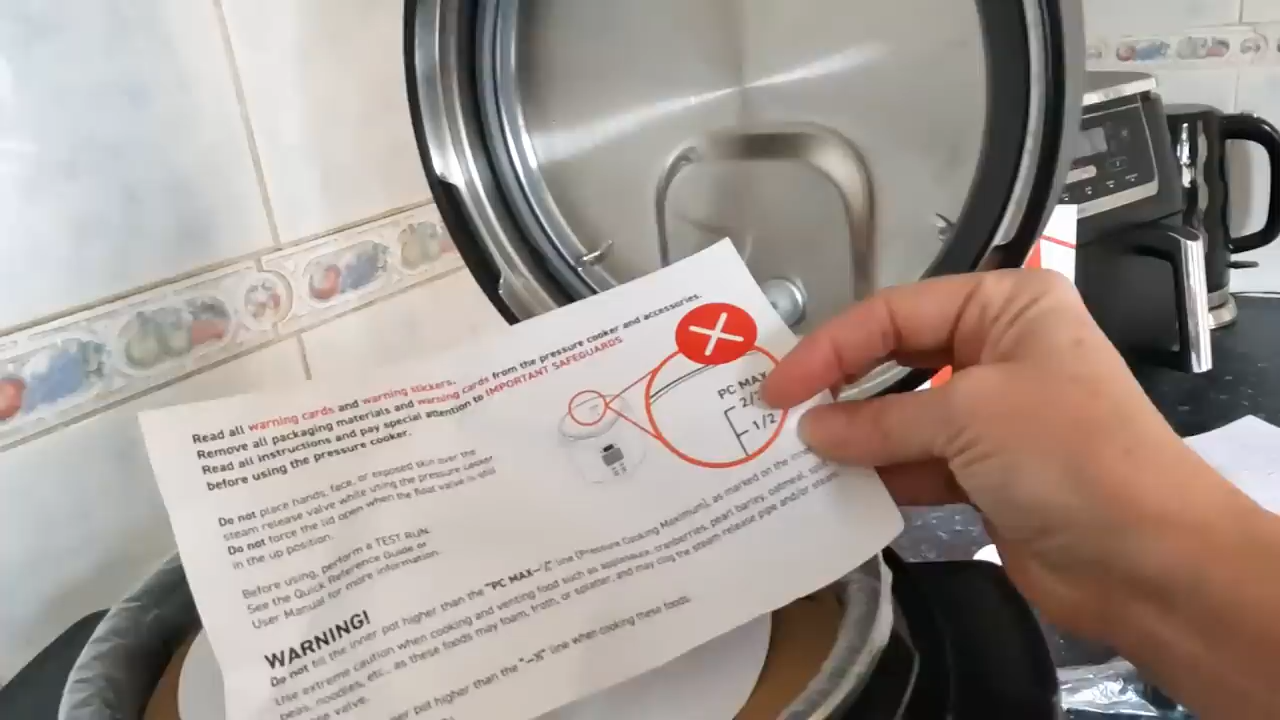 Read all warning cards and warning stickers.
Remove all packaging materials and warning cards from the pressure cooker and accessories.
Read all instructions and pay special attention to IMPORTANT SAFEGUARDS
before using the pressure cooker.
Do not place hands, face, or exposed skin over the
steam release valve while using the pressure cooker
Do not force the lid open when the float valve is still
in the up position.
Before using, perform a TEST RUN.
See the Quick Reference Guide or
User Manual for more information.
PC MAX
2/3
1/2
WARNING!
Do not fill the inner pot higher than the "PC MAX—⅔" line (Pressure Cooking Maximum), as marked on the
Use extreme caution when cooking and venting food such as applesauce, cranberries, pearl barley, oatmeal,
peas, noodles, etc., as these foods may foam, froth, or splatter, and may clog the steam release pipe and/or steam
valve.
pot higher than the "—½" line when cooking these foods.